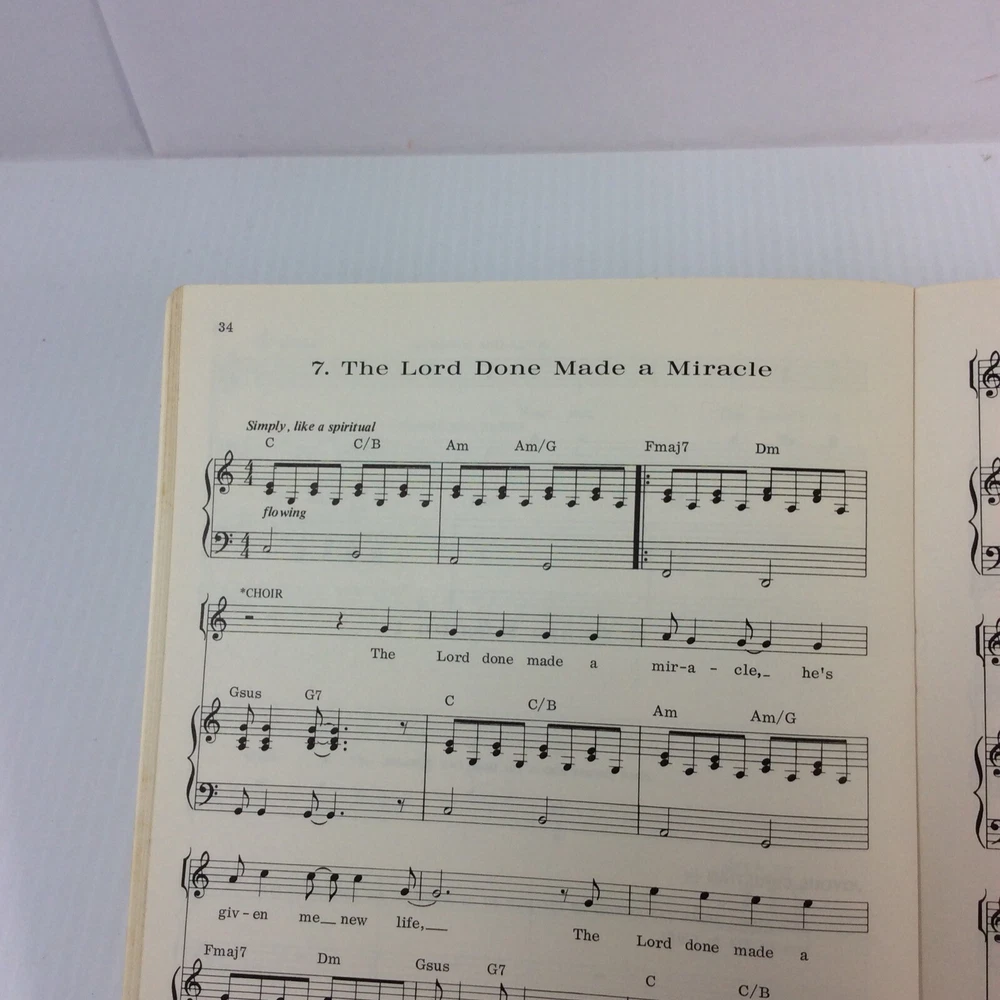 34
7. The Lord Done Made a Miracle
Simply, like a spiritual
C C/B Am Am/G Fmaj7 Dm
flowing
*CHOIR
The Lord done made a mir-a - cle,_ he's
Gsus G7 C C/B Am Am/G
giv-en me__ new life,___ The Lord done made a
Fmaj7 Dm Gsus G7 C C/B